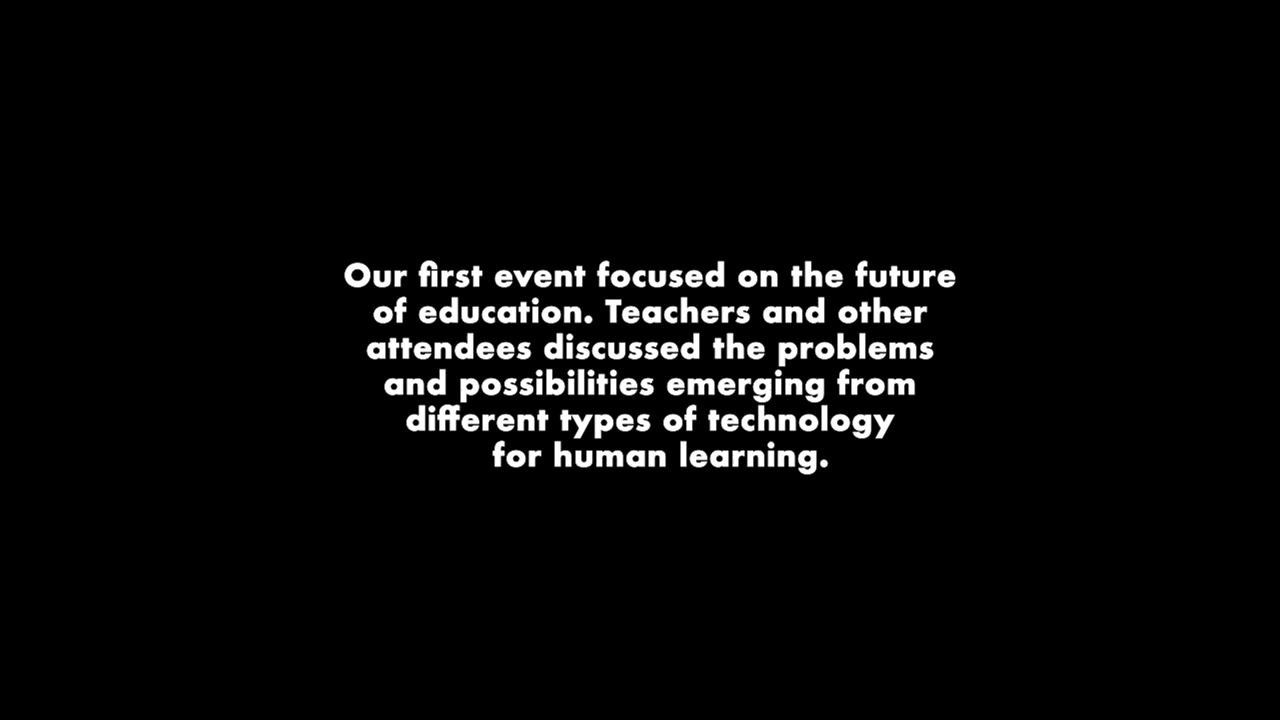 Our first event focused on the future
of education. Teachers and other
attendees discussed the problems
and possibilities emerging from
different types of technology
for human learning.